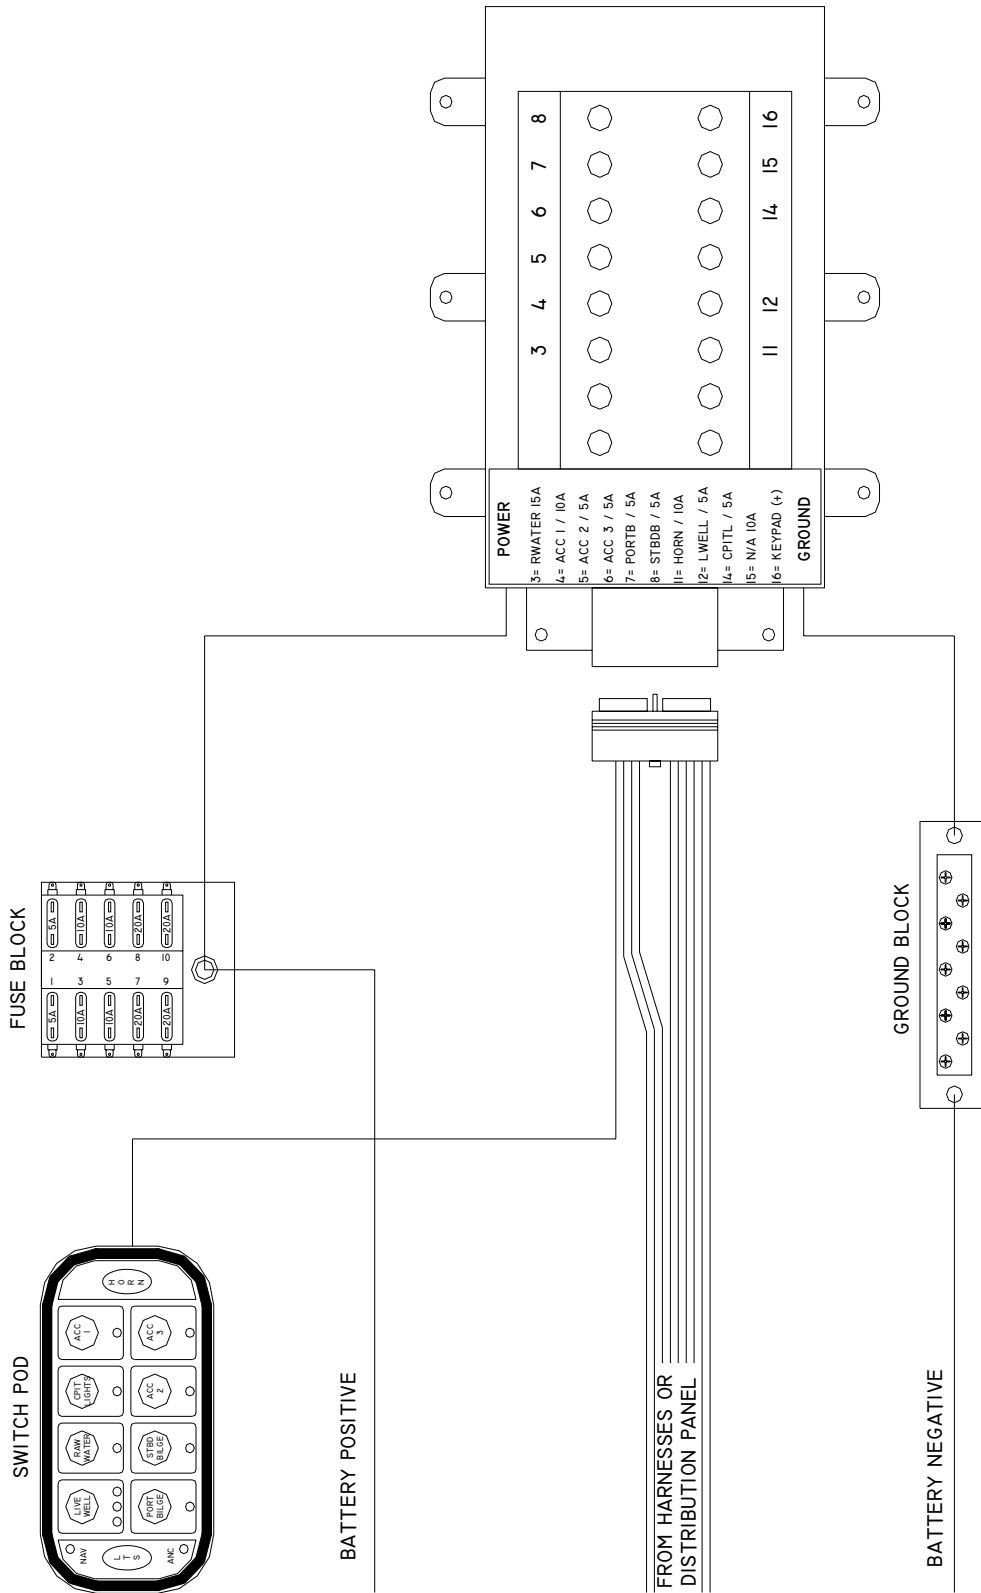 SWITCH POD
NAV
L
T
S
ANC
LIVE
WELL
RAW
WATER
CPIT
LIGHTS
ACC
1
PORT
BILGE
STBD
BILGE
ACC
2
ACC
3
H
O
R
N
FUSE BLOCK
5A 1 2 5A
10A 3 4 10A
10A 5 6 10A
20A 7 8 20A
20A 9 10 20A
BATTERY POSITIVE
POWER
3= RWATER 15A
4= ACC 1 / 10A
5= ACC 2 / 5A
6= ACC 3 / 5A
7= PORTB / 5A
8= STBDB / 5A
11= HORN / 10A
12= LWELL / 5A
14= CPITL / 5A
15= N/A 10A
16= KEYPAD (+)
GROUND
3 4 5 6 7 8
11 12 14 15 16
FROM HARNESSES OR
DISTRIBUTION PANEL
GROUND BLOCK
BATTERY NEGATIVE